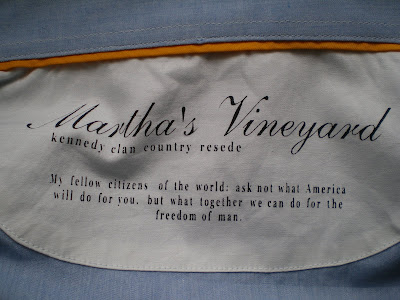 Martha's Vineyard
kennedy clan country resede
My fellow citizens of the world: ask not what America
will do for you, but what together we can do for the
freedom of man.